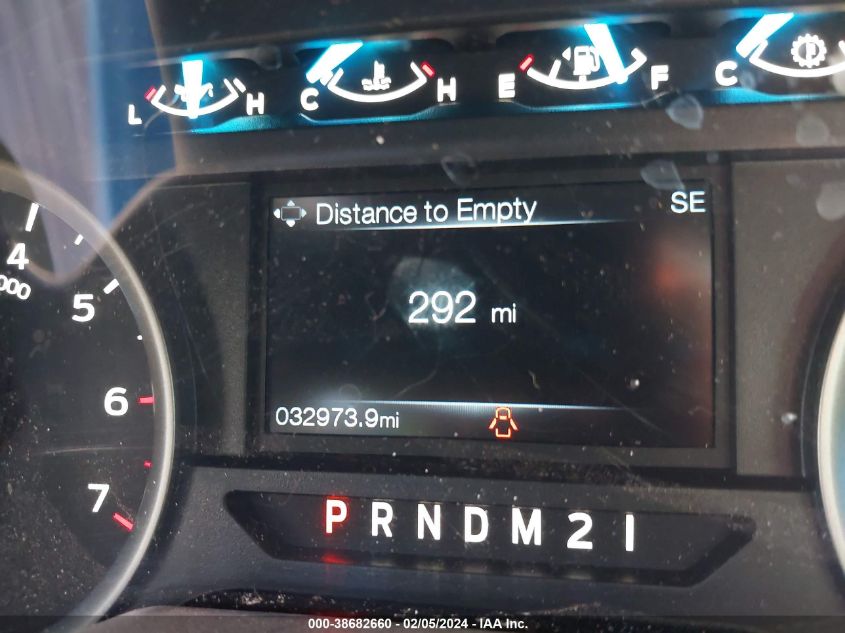 L H C H E F C
Distance to Empty SE
4
000
5
292 mi
6
032973.9mi
7
P R N D M 2 1
000-38682660 - 02/05/2024 - IAA Inc.